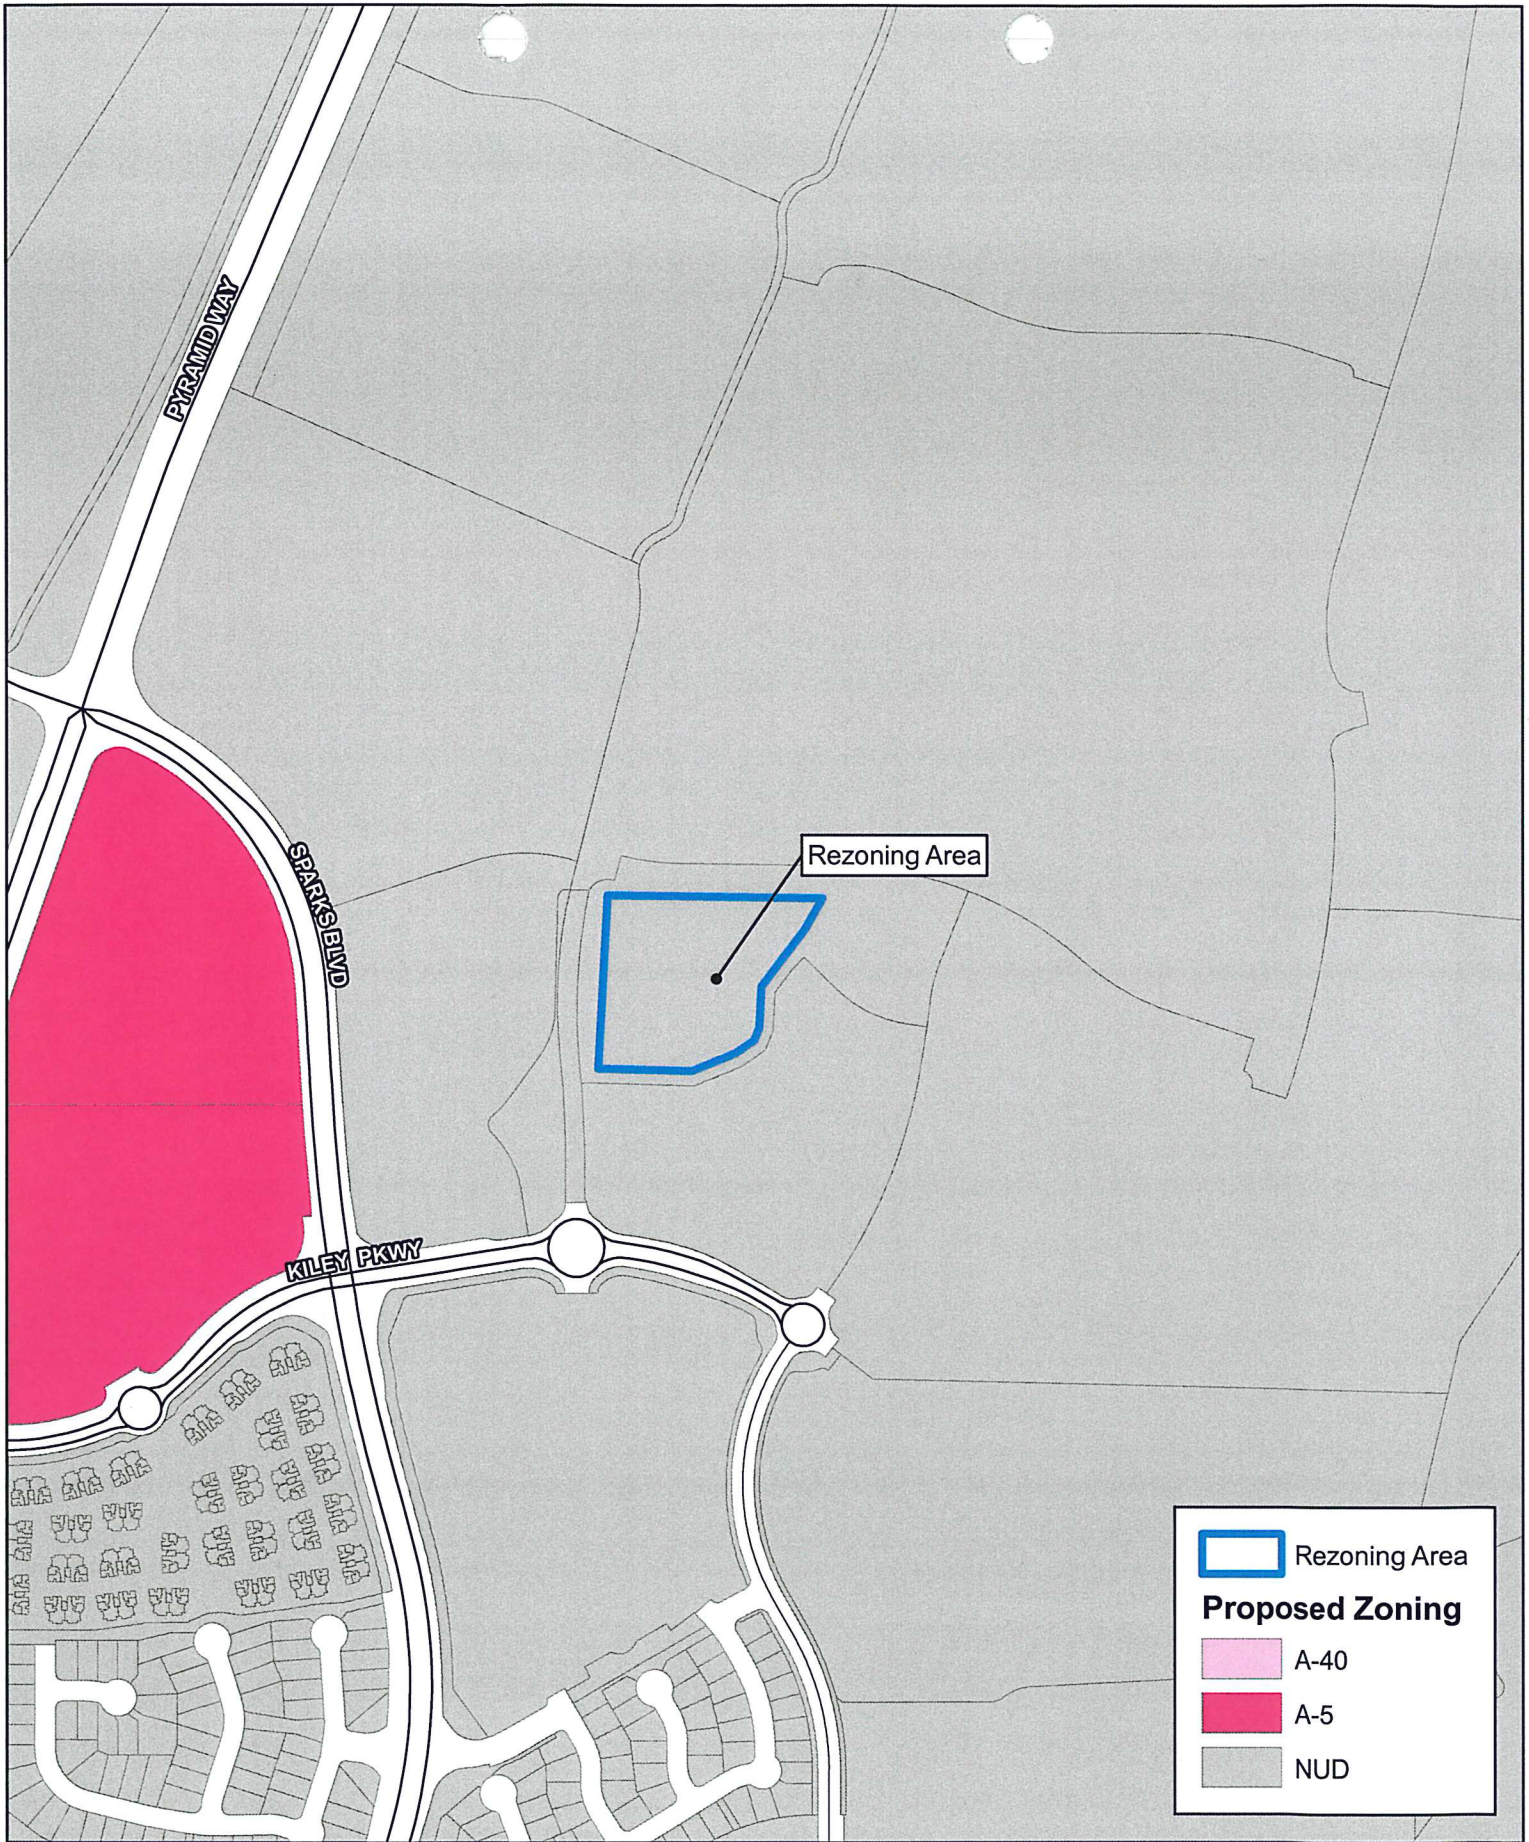 PYRAMID WAY
SPARKS BLVD
Rezoning Area
KILEY PKWY
Rezoning Area
Proposed Zoning
A-40
A-5
NUD